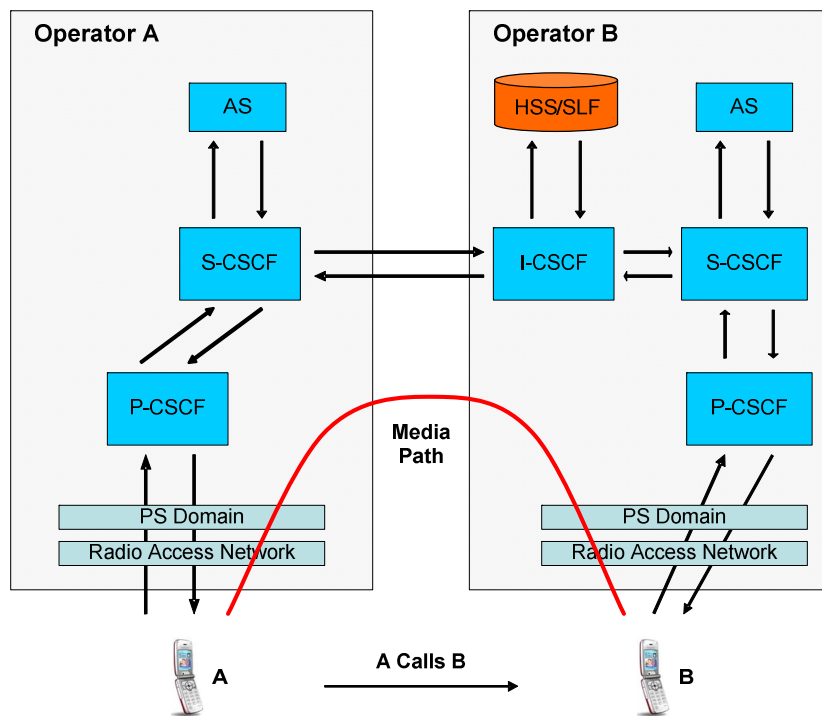 Operator A
Operator B
AS
HSS/SLF
AS
S-CSCF
I-CSCF
S-CSCF
P-CSCF
P-CSCF
Media
Path
PS Domain
PS Domain
Radio Access Network
Radio Access Network
A
A Calls B
B